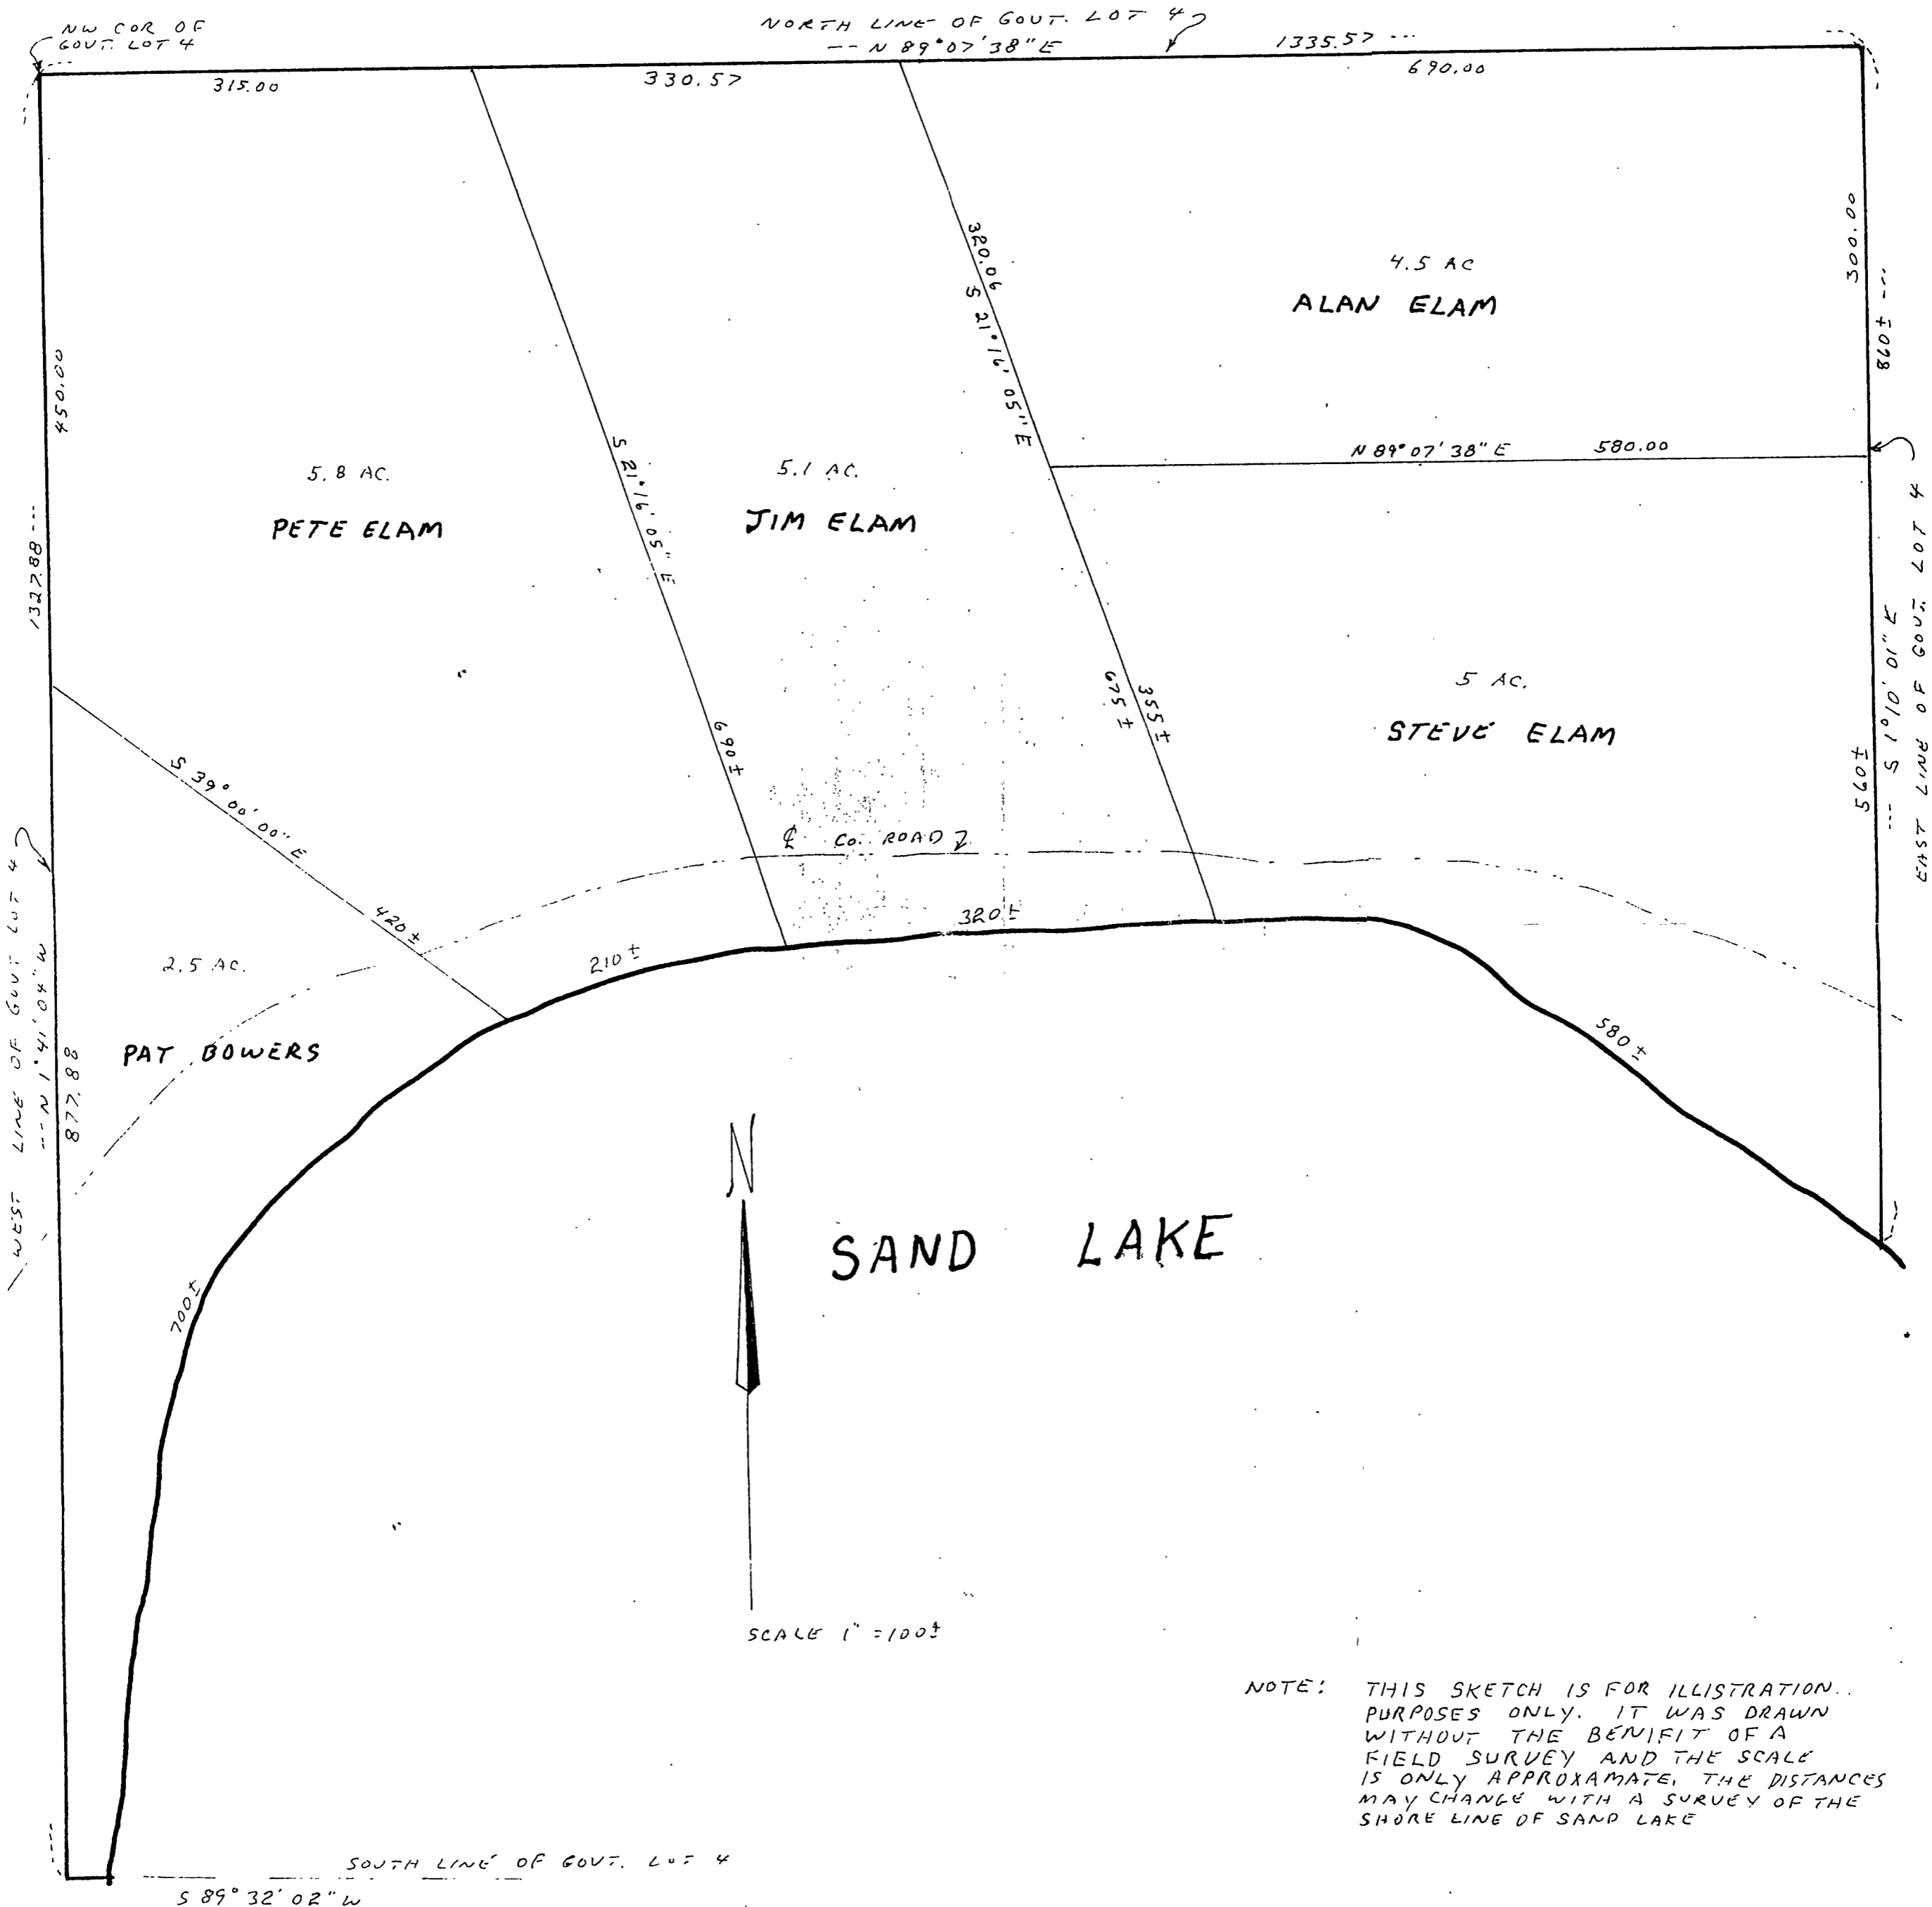 NW COR OF
GOVT. LOT 4
NORTH LINE OF GOVT. LOT 4
-- N 89°07'38" E 1335.57 ---
315.00
330.57
690.00
300.00
860± ---
EAST LINE OF GOVT. LOT 4
--- S 1°10'01" E
560±
4.5 AC
ALAN ELAM
320.06
S 21°16'05" E
N 89°07'38" E 580.00
450.00
1327.88 ---
5.8 AC.
PETE ELAM
S 21°16'05" E
690±
5.1 AC.
JIM ELAM
355±
675±
5 AC.
STEVE ELAM
S 39°00'00" E
420±
℄ CO. ROAD
WEST LINE OF GOVT LOT 4
--- N 1°41'04" W
877.88
2.5 AC.
PAT BOWERS
210±
320±
580±
700±
N
SAND LAKE
SCALE 1" = 100±
NOTE: THIS SKETCH IS FOR ILLISTRATION
PURPOSES ONLY. IT WAS DRAWN
WITHOUT THE BENIFIT OF A
FIELD SURVEY AND THE SCALE
IS ONLY APPROXAMATE. THE DISTANCES
MAY CHANGE WITH A SURVEY OF THE
SHORE LINE OF SAND LAKE
SOUTH LINE OF GOVT. LOT 4
S 89°32'02" W